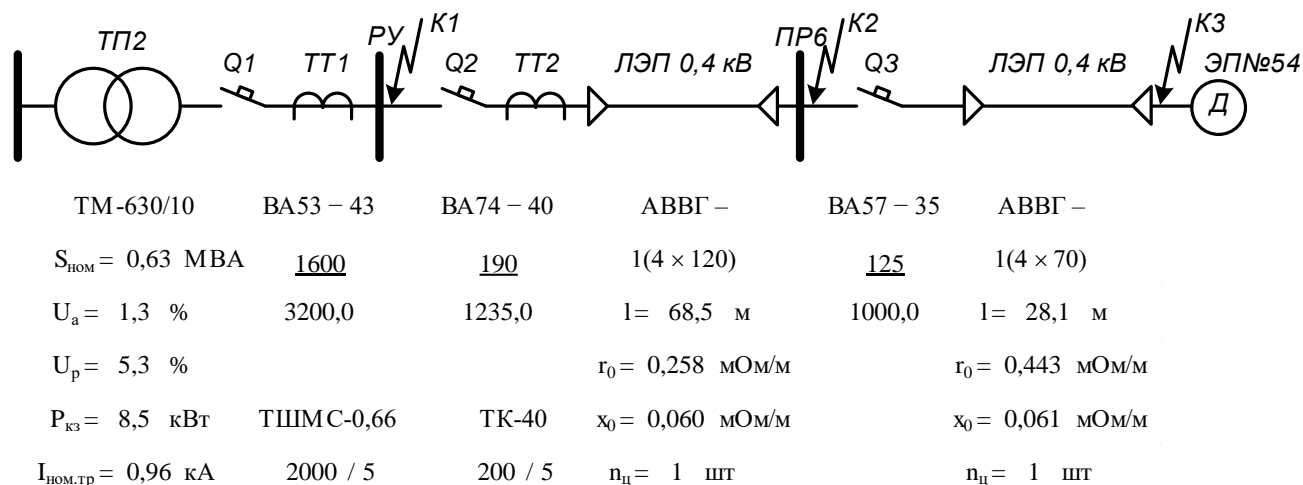 ТП2 Q1 ТТ1 РУ К1 Q2 ТТ2 ЛЭП 0,4 кВ ПР6 К2 Q3 ЛЭП 0,4 кВ К3 ЭП№54
Д
ТМ-630/10 ВА53 – 43 ВА74 – 40 АВВГ – ВА57 – 35 АВВГ –
Sном = 0,63 МВА 1600 190 1(4 × 120) 125 1(4 × 70)
Uа = 1,3 % 3200,0 1235,0 l= 68,5 м 1000,0 l= 28,1 м
Uр = 5,3 % r0 = 0,258 мОм/м r0 = 0,443 мОм/м
Pкз = 8,5 кВт ТШМС-0,66 ТК-40 x0 = 0,060 мОм/м x0 = 0,061 мОм/м
Iном.тр = 0,96 кА 2000 / 5 200 / 5 nц = 1 шт nц = 1 шт